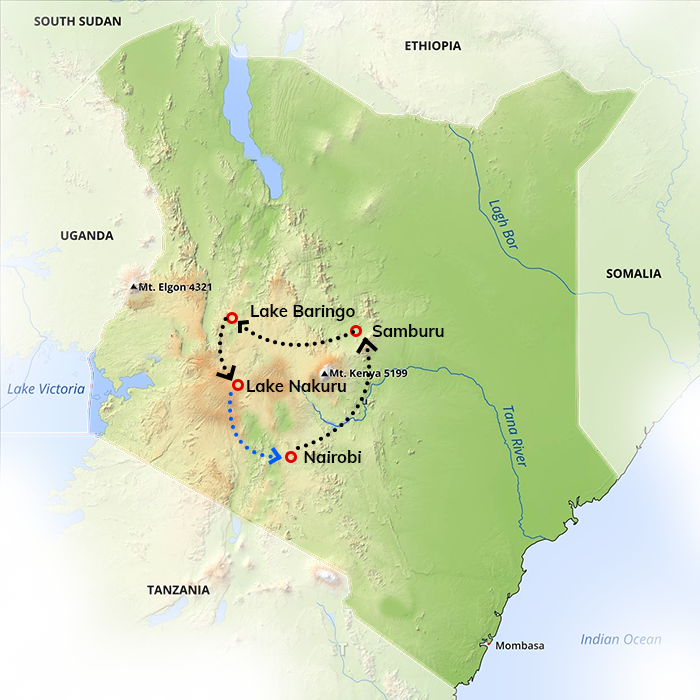 SOUTH SUDAN
ETHIOPIA
Lagh Bor
UGANDA
SOMALIA
Mt. Elgon 4321
Lake Baringo
Samburu
Mt. Kenya 5199
Lake Victoria
Lake Nakuru
Tana River
Nairobi
TANZANIA
Mombasa
Indian Ocean